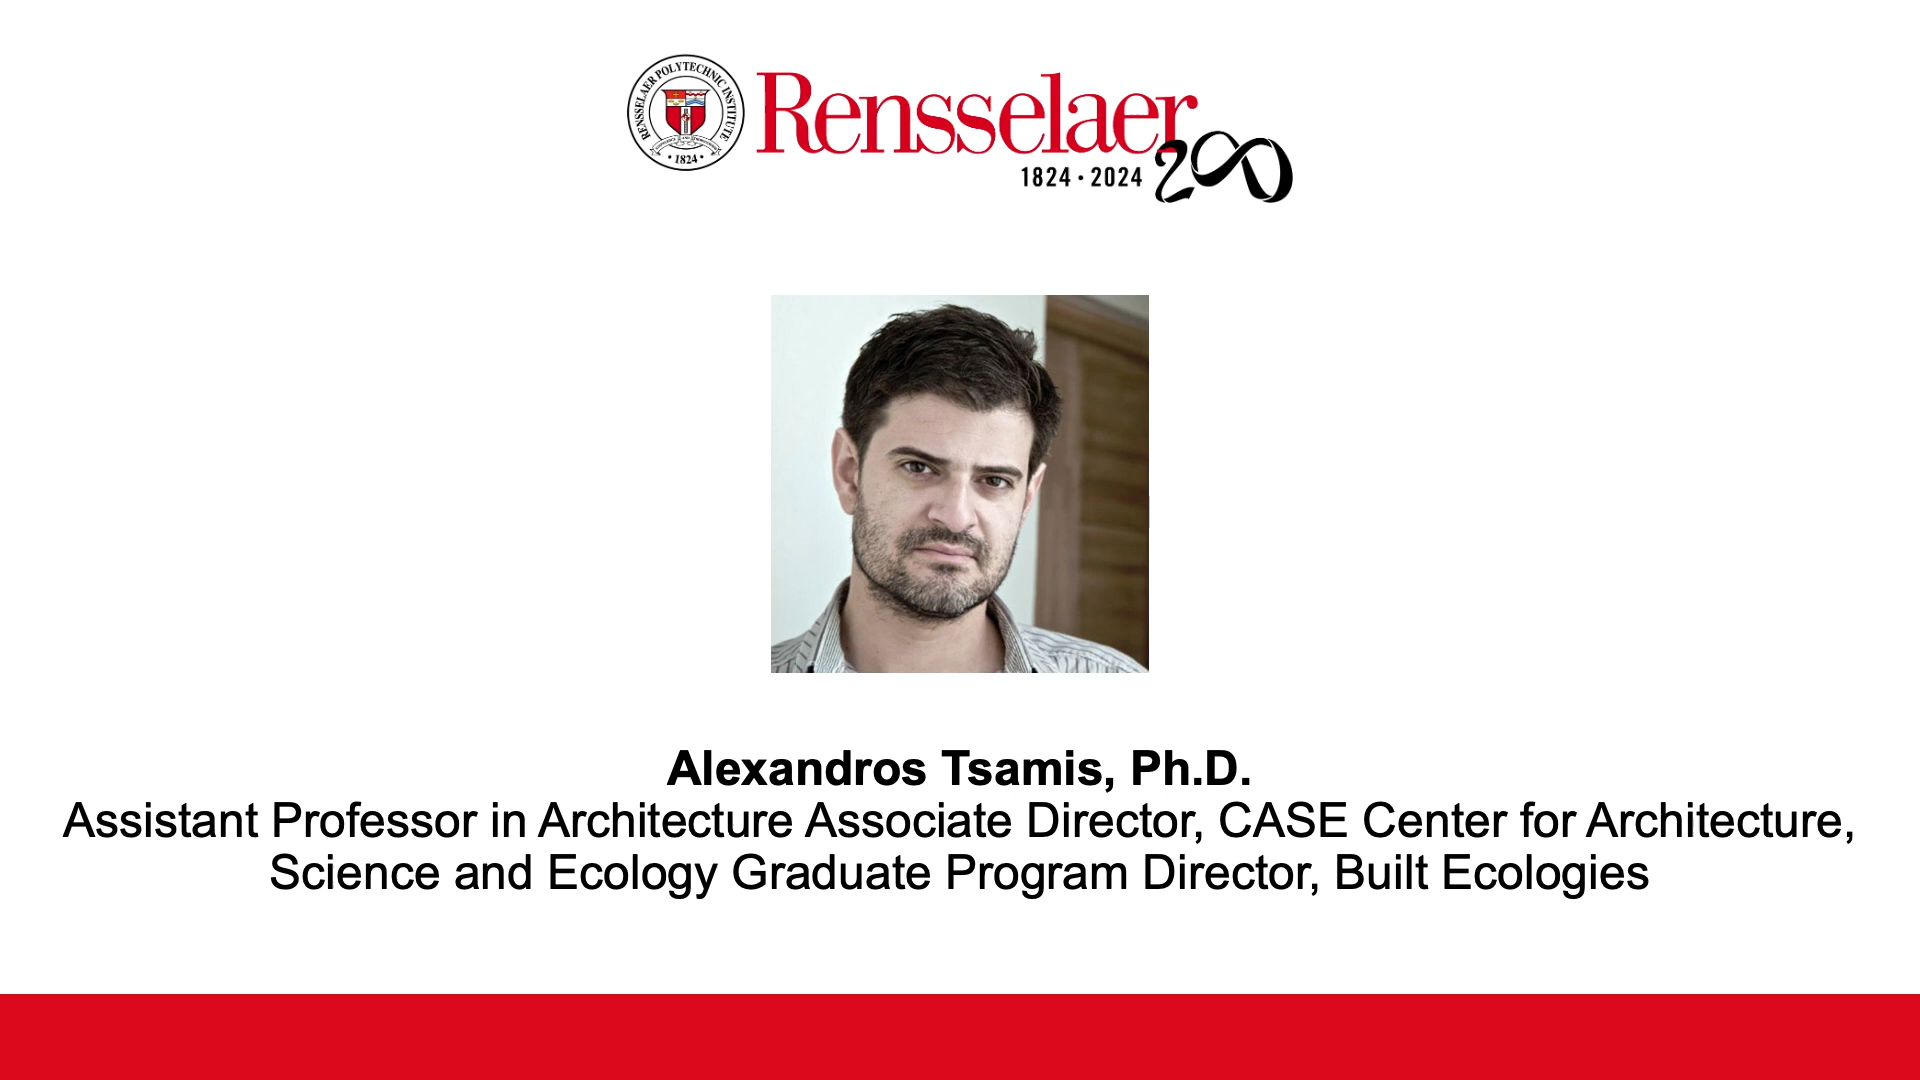 RENSSELAER POLYTECHNIC INSTITUTE
• 1824 •
Rensselaer
1824 • 2024
200
Alexandros Tsamis, Ph.D.
Assistant Professor in Architecture Associate Director, CASE Center for Architecture,
Science and Ecology Graduate Program Director, Built Ecologies